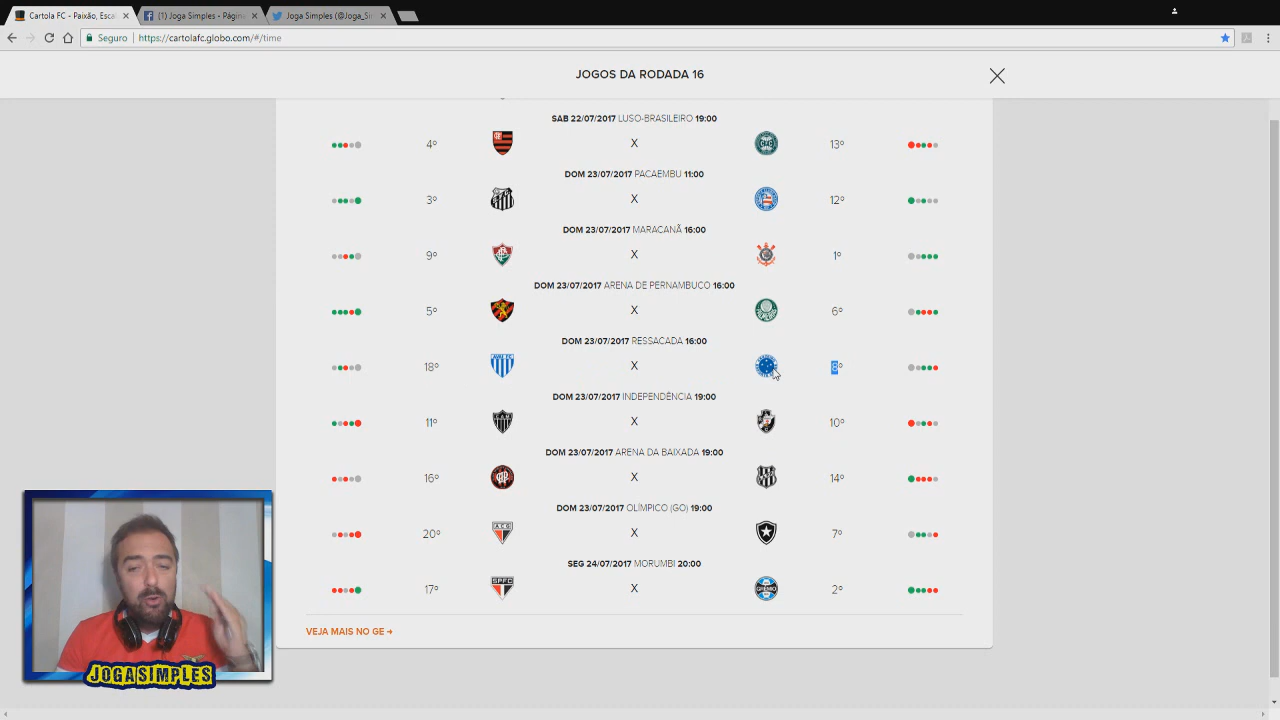 Cartola FC - Paixão, Esca
(1) Joga Simples - Págin
Joga Simples (@Joga_Si
Seguro
https://cartolafc.globo.com/#/time
JOGOS DA RODADA 16
SAB 22/07/2017 LUSO-BRASILEIRO 19:00
4º X 13º
DOM 23/07/2017 PACAEMBU 11:00
3º X 12º
DOM 23/07/2017 MARACANÃ 16:00
9º X 1º
DOM 23/07/2017 ARENA DE PERNAMBUCO 16:00
5º X 6º
DOM 23/07/2017 RESSACADA 16:00
18º X 8º
DOM 23/07/2017 INDEPENDÊNCIA 19:00
11º X 10º
DOM 23/07/2017 ARENA DA BAIXADA 19:00
16º X 14º
DOM 23/07/2017 OLÍMPICO (GO) 19:00
20º X 7º
SEG 24/07/2017 MORUMBI 20:00
17º X 2º
VEJA MAIS NO GE
JOGA SIMPLES